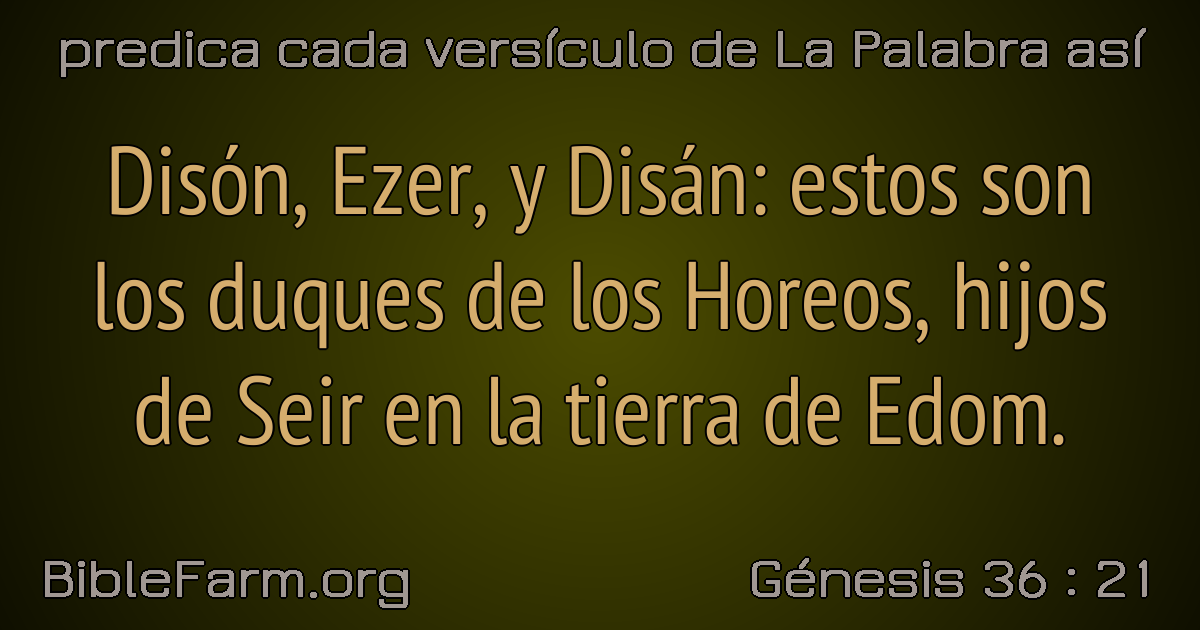 predica cada versículo de La Palabra así
Disón, Ezer, y Disán: estos son
los duques de los Horeos, hijos
de Seir en la tierra de Edom.
BibleFarm.org
Génesis 36 : 21